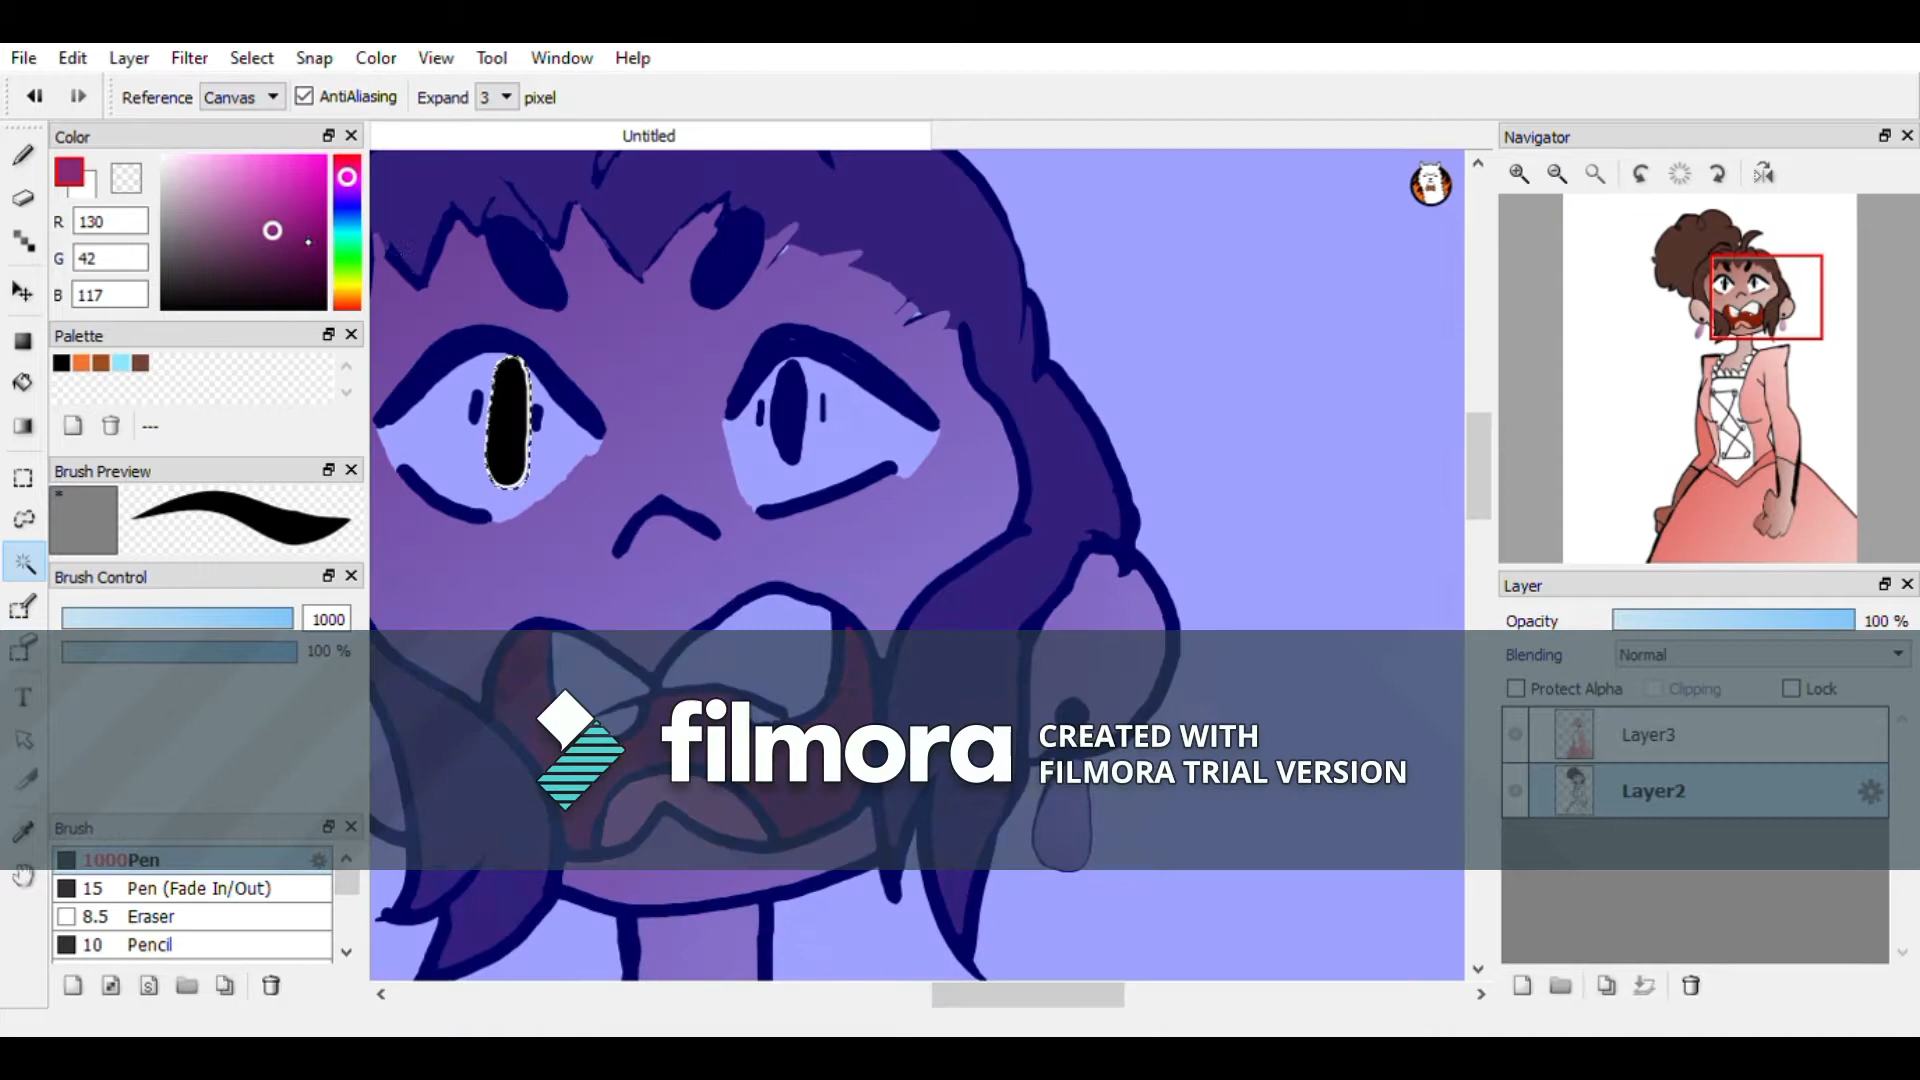 File Edit Layer Filter Select Snap Color View Tool Window Help
Reference Canvas AntiAliasing Expand 3 pixel
Color
Untitled
Navigator
R 130
G 42
B 117
Palette
---
Brush Preview
*
Brush Control
1000
100 %
Layer
Opacity 100 %
Blending Normal
Protect Alpha Clipping Lock
Layer3
Layer2
filmora
CREATED WITH
FILMORA TRIAL VERSION
T
Brush
1000 Pen
15 Pen (Fade In/Out)
8.5 Eraser
10 Pencil
S